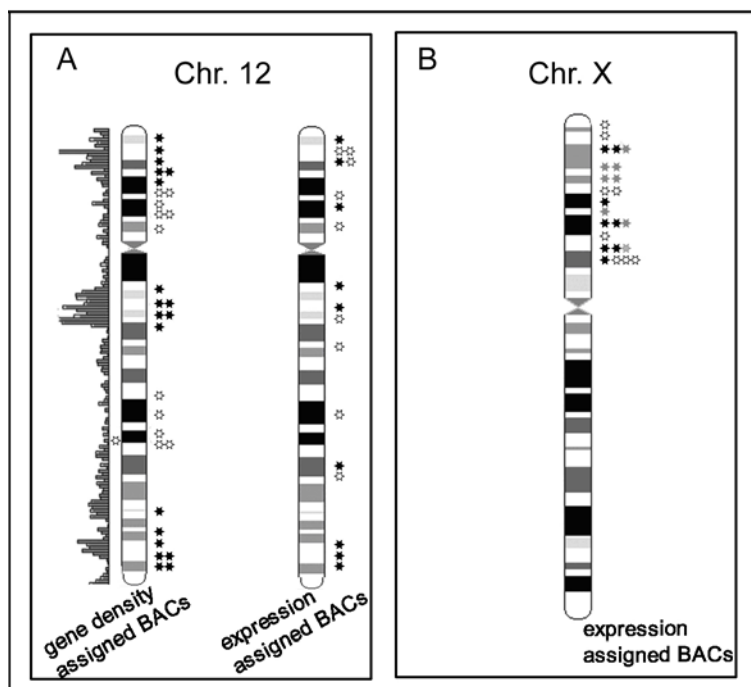 A
Chr. 12
gene density
assigned BACs
expression
assigned BACs
B
Chr. X
expression
assigned BACs